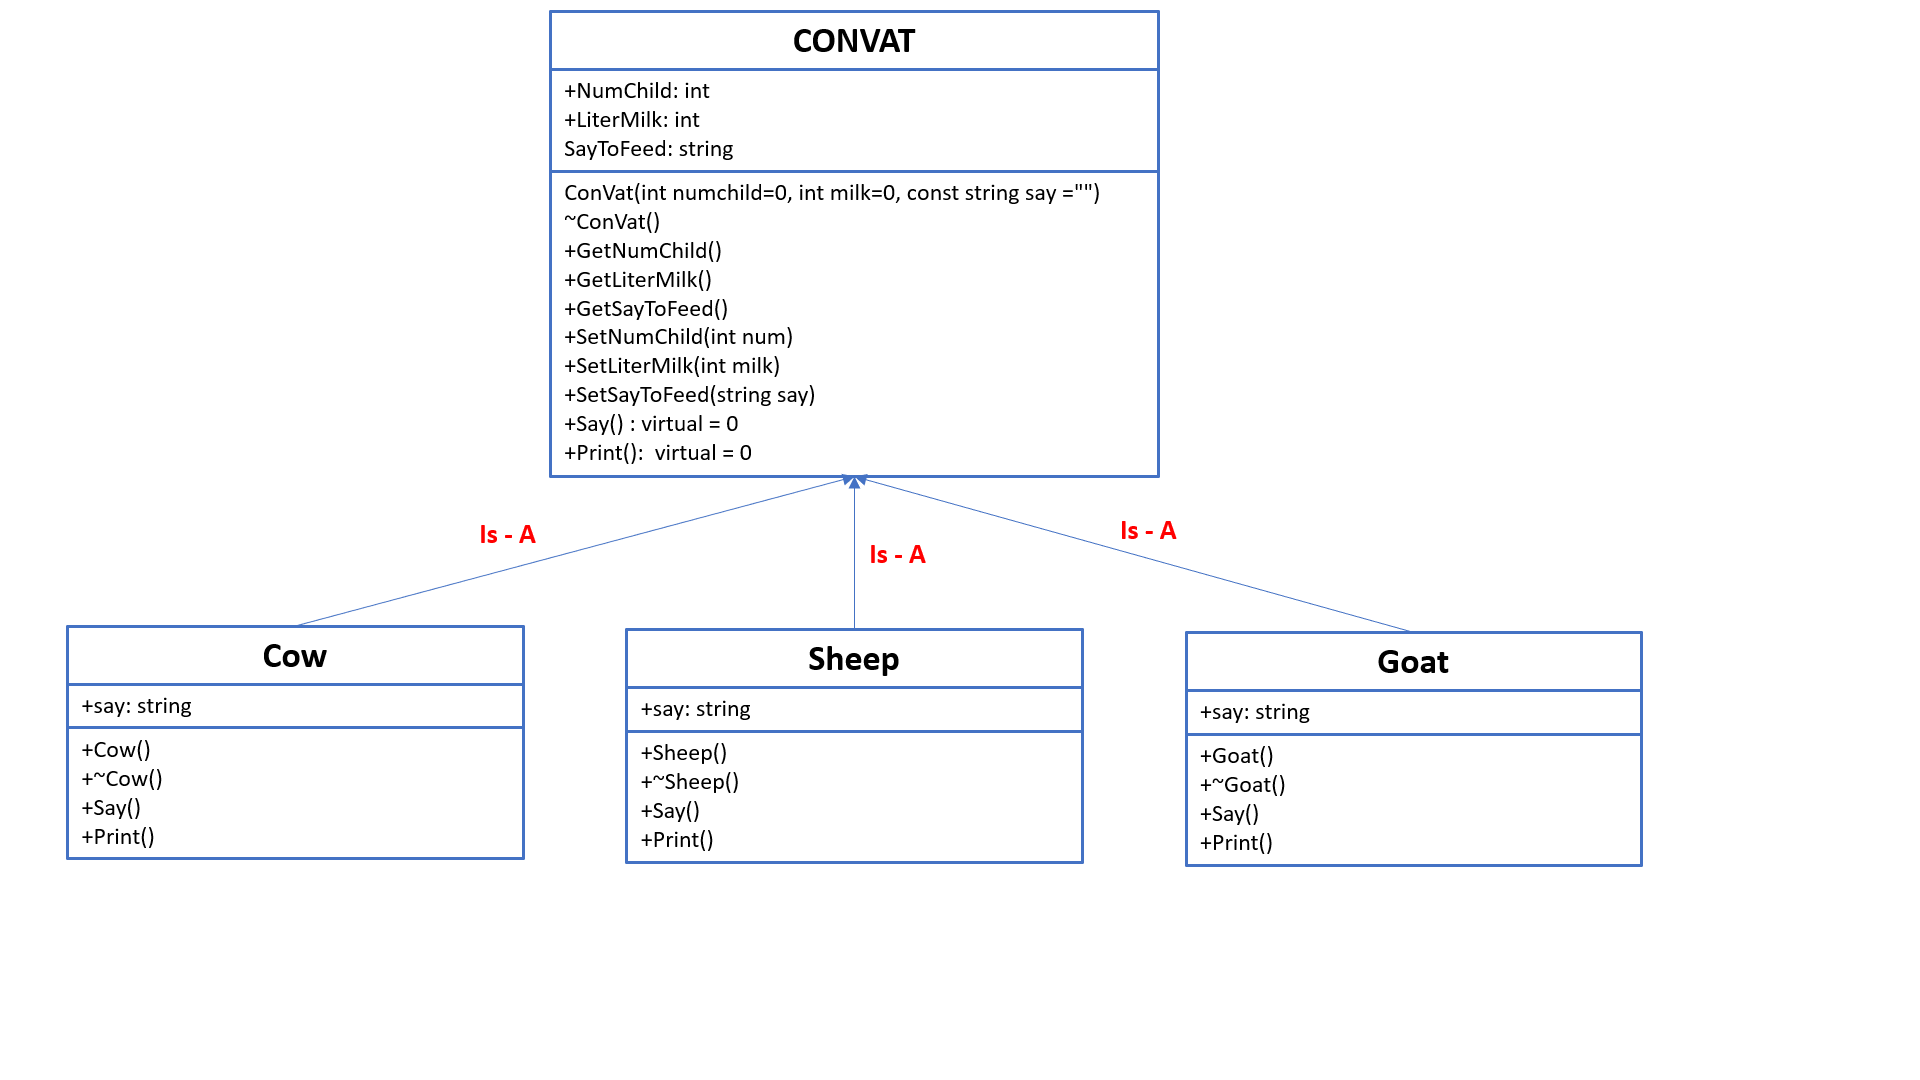 CONVAT
+NumChild: int
+LiterMilk: int
SayToFeed: string
ConVat(int numchild=0, int milk=0, const string say ="")
~ConVat()
+GetNumChild()
+GetLiterMilk()
+GetSayToFeed()
+SetNumChild(int num)
+SetLiterMilk(int milk)
+SetSayToFeed(string say)
+Say() : virtual = 0
+Print():  virtual = 0
Is - A
Is - A
Is - A
Cow
+say: string
+Cow()
+~Cow()
+Say()
+Print()
Sheep
+say: string
+Sheep()
+~Sheep()
+Say()
+Print()
Goat
+say: string
+Goat()
+~Goat()
+Say()
+Print()